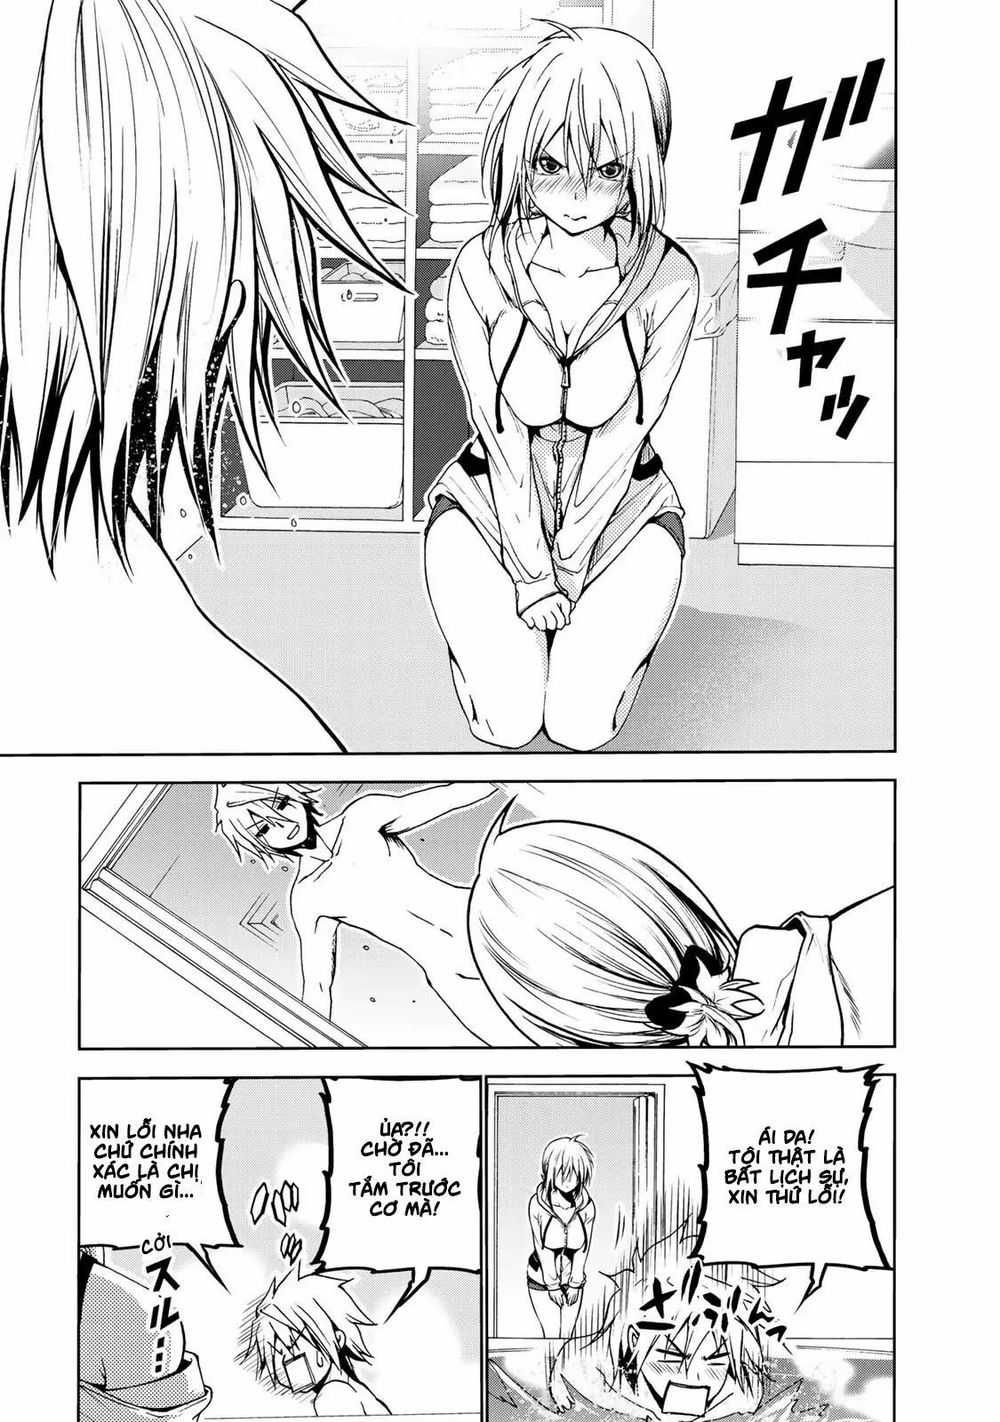 ガチャッ
ÁI DA!
TÔI THẬT LÀ
BẤT LỊCH SỰ,
XIN THỨ LỖI!
ỦA?!!
CHỜ ĐÃ...
TÔI
TẮM TRƯỚC
CƠ MÀ!
XIN LỖI NHA
CHỨ CHÍNH
XÁC LÀ CHỊ
MUỐN GÌ...
CỞI
スル...